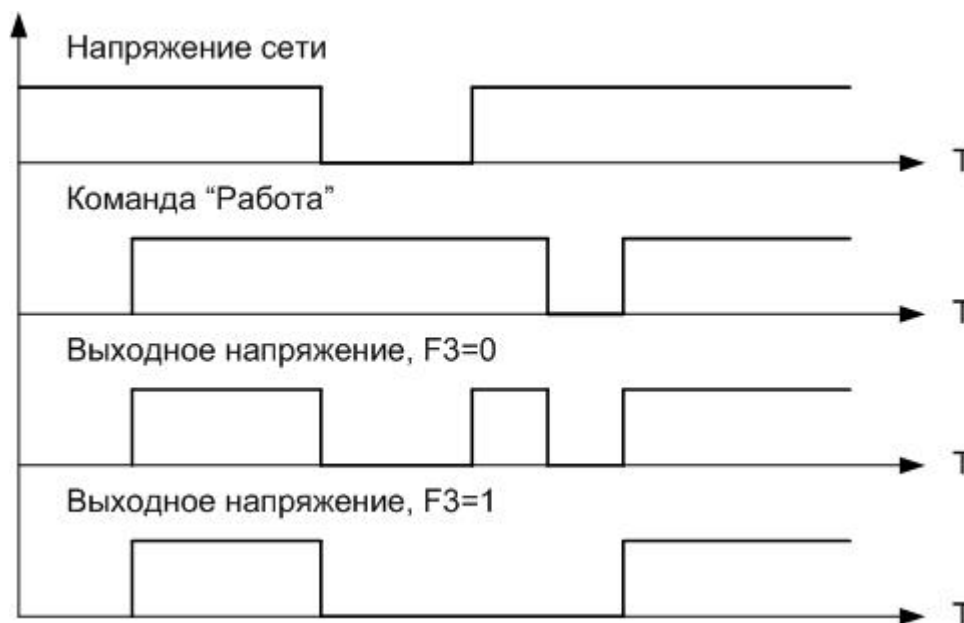 Напряжение сети
T
Команда “Работа”
T
Выходное напряжение, F3=0
T
Выходное напряжение, F3=1
T